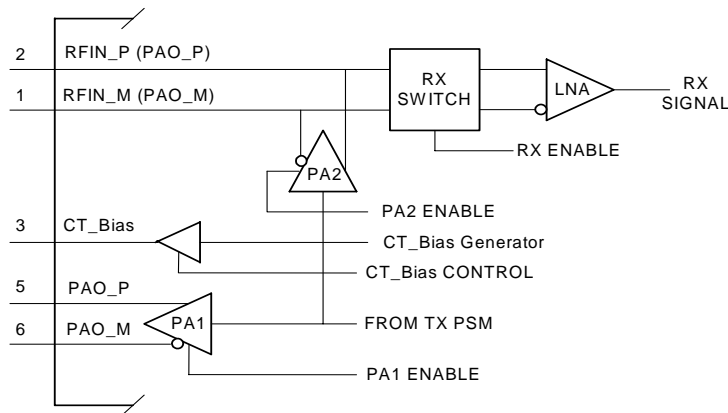 2 RFIN_P (PAO_P)
1 RFIN_M (PAO_M)
RX
SWITCH
LNA
RX
SIGNAL
RX ENABLE
PA2
PA2 ENABLE
3 CT_Bias
CT_Bias Generator
CT_Bias CONTROL
5 PAO_P
6 PAO_M
PA1
FROM TX PSM
PA1 ENABLE